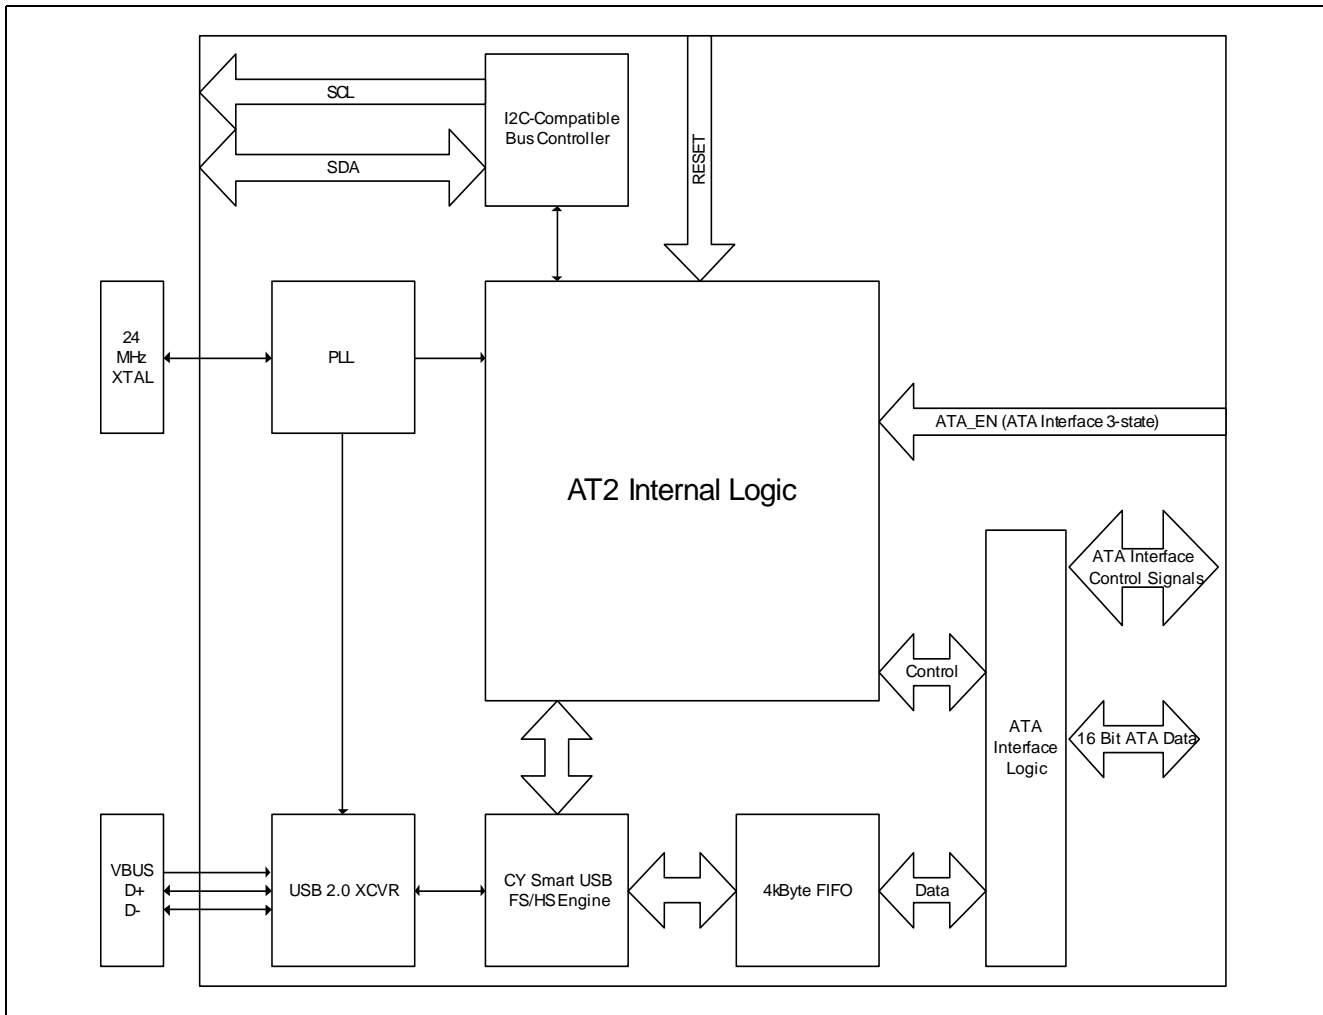 SCL
I2C-Compatible
Bus Controller
SDA
RESET
24
MHz
XTAL
PLL
ATA_EN (ATA Interface 3-state)
AT2 Internal Logic
ATA Interface
Control Signals
Control
ATA
Interface
Logic
16 Bit ATA Data
VBUS
D+
D-
USB 2.0 XCVR
CY Smart USB
FS/HS Engine
4kByte FIFO
Data